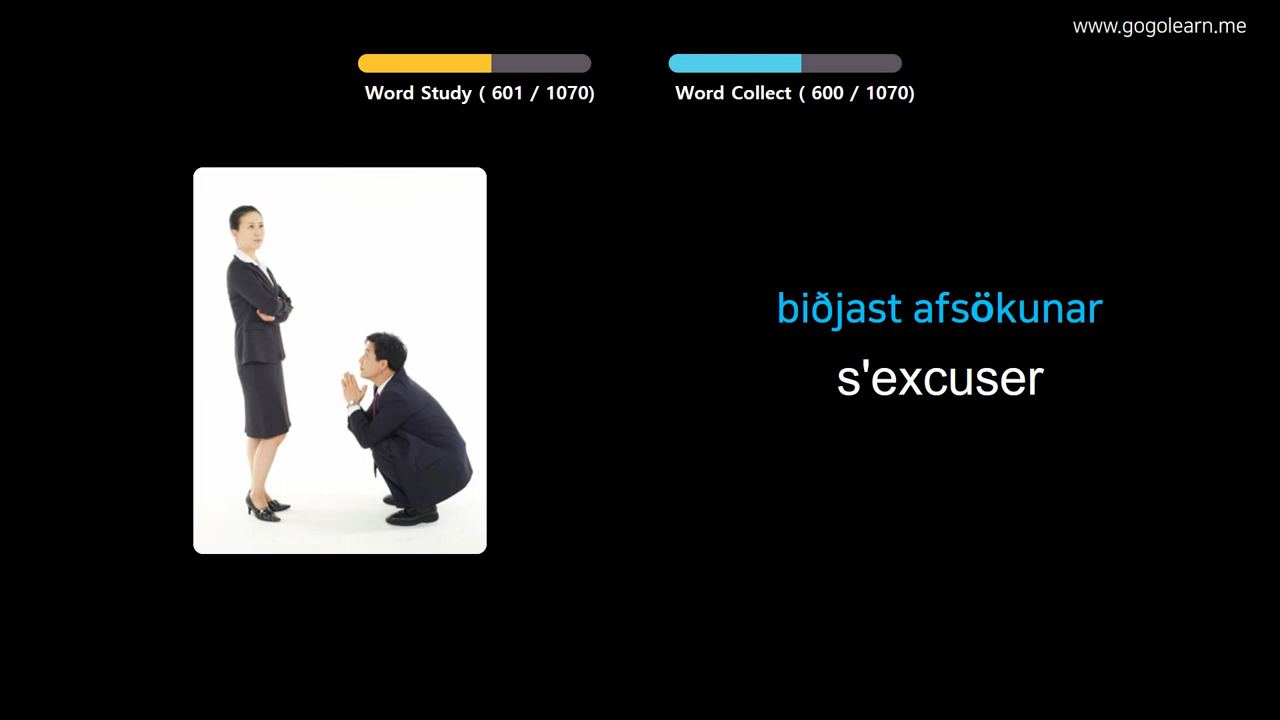 www.gogolearn.me
Word Study ( 601 / 1070)
Word Collect ( 600 / 1070)
biðjast afsökunar
s'excuser